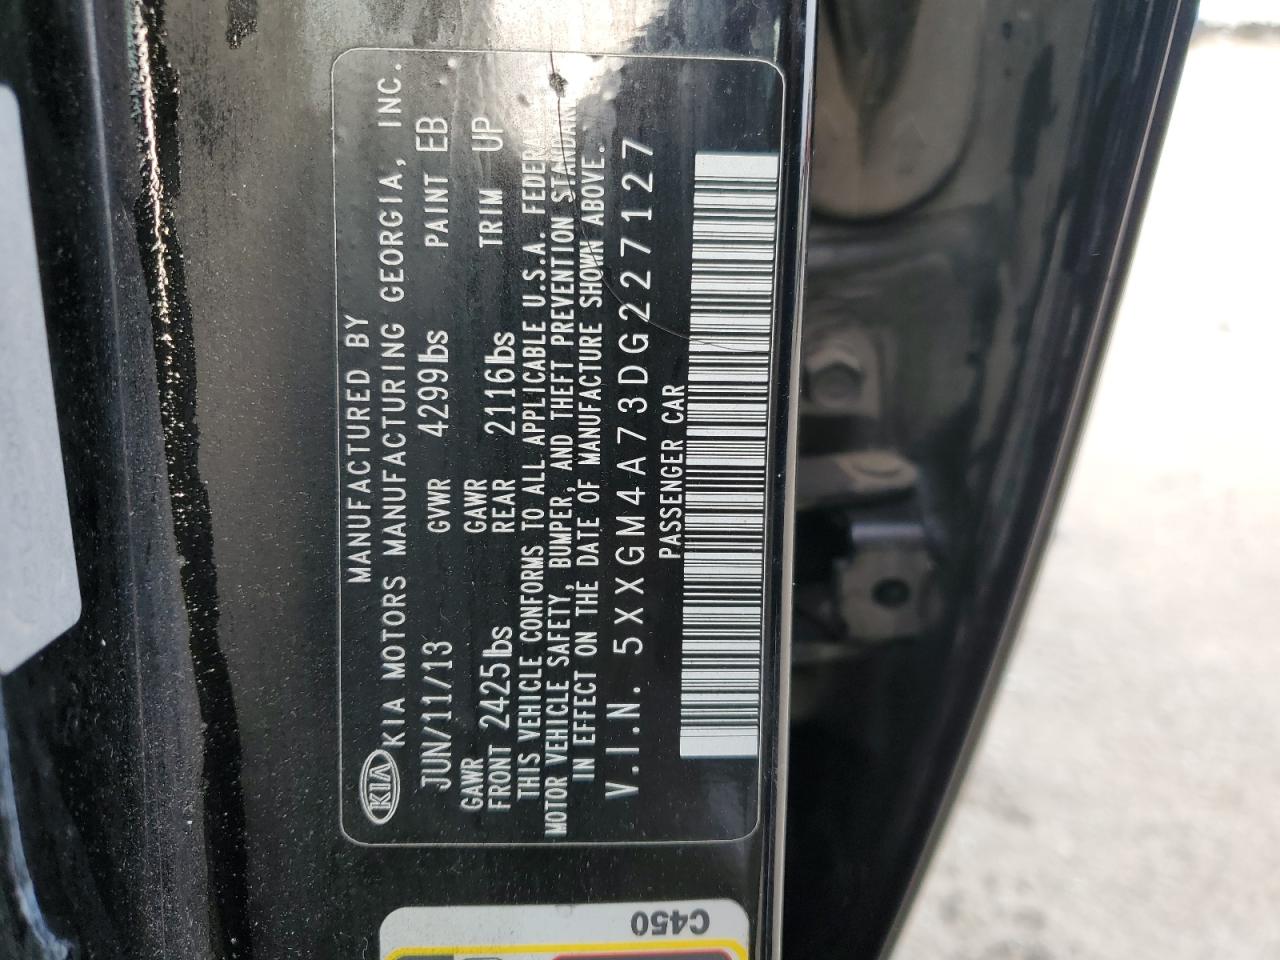 MANUFACTURED BY
KIA KIA MOTORS MANUFACTURING GEORGIA, INC.
JUN/11/13 GVWR 4299lbs PAINT EB
GAWR FRONT 2425lbs GAWR REAR 2116lbs TRIM UP
THIS VEHICLE CONFORMS TO ALL APPLICABLE U.S.A.
MOTOR VEHICLE SAFETY, BUMPER, AND THEFT PREVENTION
IN EFFECT ON THE DATE OF MANUFACTURE SHOWN ABOVE.
V.I.N. 5XXGM4A73DG227127
PASSENGER CAR
C450